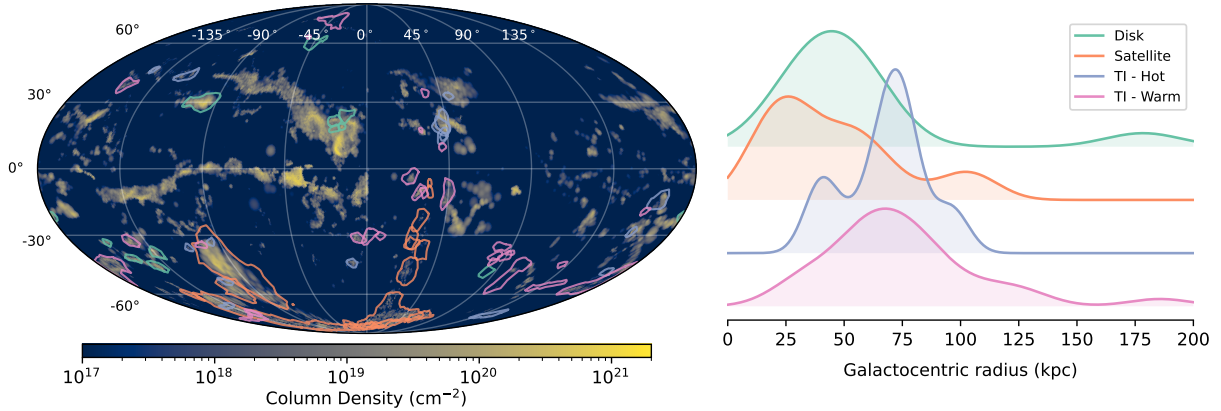 60°
30°
0°
-30°
-60°
-135° -90° 0° 45° 90° 135°
10^17 10^18 10^19 10^20 10^21
Column Density (cm^−2)
Disk
Satellite
TI - Hot
TI - Warm
0 25 50 75 100 125 150 175 200
Galactocentric radius (kpc)